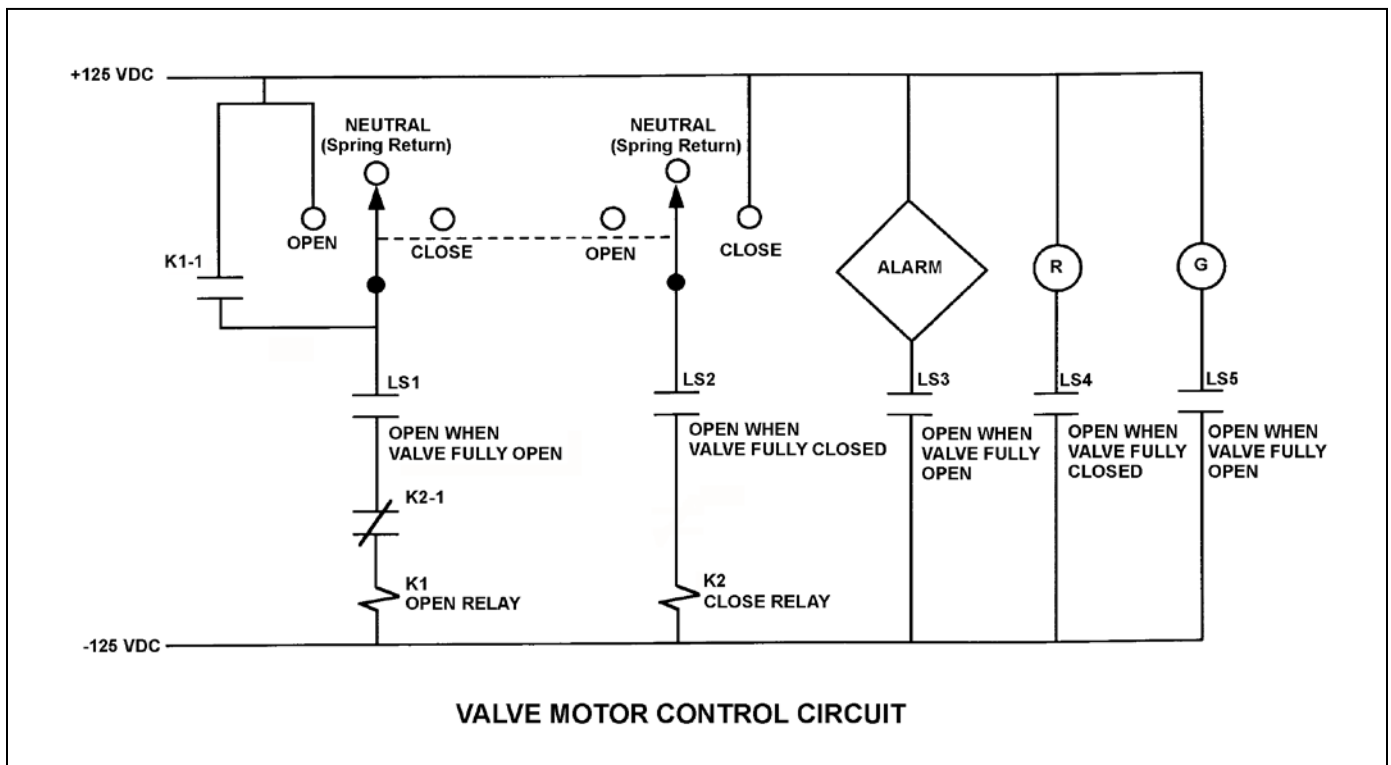 +125 VDC
NEUTRAL
(Spring Return)
NEUTRAL
(Spring Return)
OPEN
CLOSE
OPEN
CLOSE
K1-1
ALARM
R
G
LS1
OPEN WHEN
VALVE FULLY OPEN
LS2
OPEN WHEN
VALVE FULLY CLOSED
LS3
OPEN WHEN
VALVE FULLY
OPEN
LS4
OPEN WHEN
VALVE FULLY
CLOSED
LS5
OPEN WHEN
VALVE FULLY
OPEN
K2-1
K1
OPEN RELAY
K2
CLOSE RELAY
-125 VDC
VALVE MOTOR CONTROL CIRCUIT